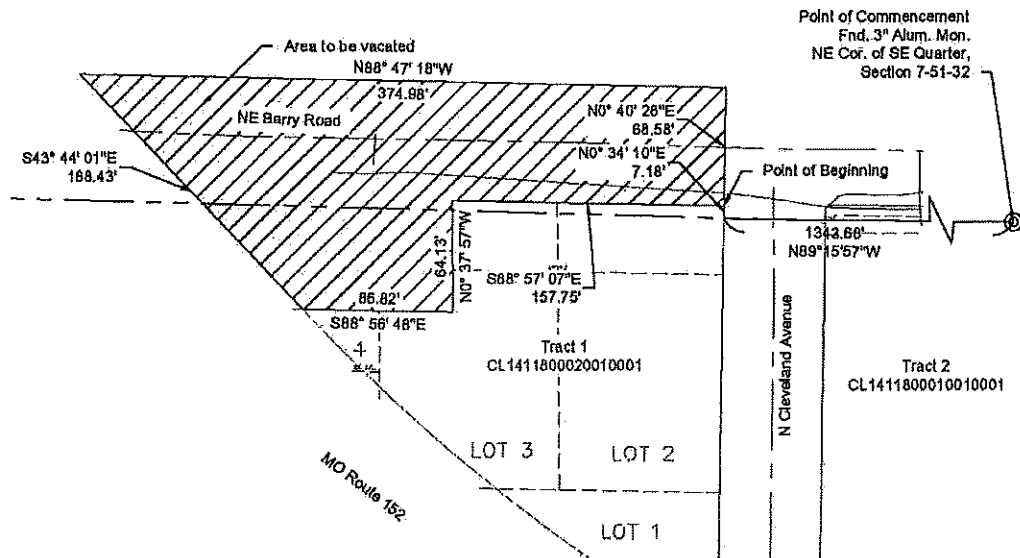 Point of Commencement
Fnd. 3" Alum. Mon.
NE Cor. of SE Quarter,
Section 7-51-32
Area to be vacated
N88° 47' 18"W
374.98'
NE Barry Road
N0° 40' 28"E
68.58'
N0° 34' 10"E
7.18'
Point of Beginning
S43° 44' 01"E
168.43'
1343.66'
N89°15'57"W
64.13'
N0° 37' 57"W
S88° 57' 07"E
157.75'
86.82'
S88° 56' 48"E
4
Tract 1
CL1411800020010001
Tract 2
CL1411800010010001
N Cleveland Avenue
LOT 3
LOT 2
MO Route 152
LOT 1